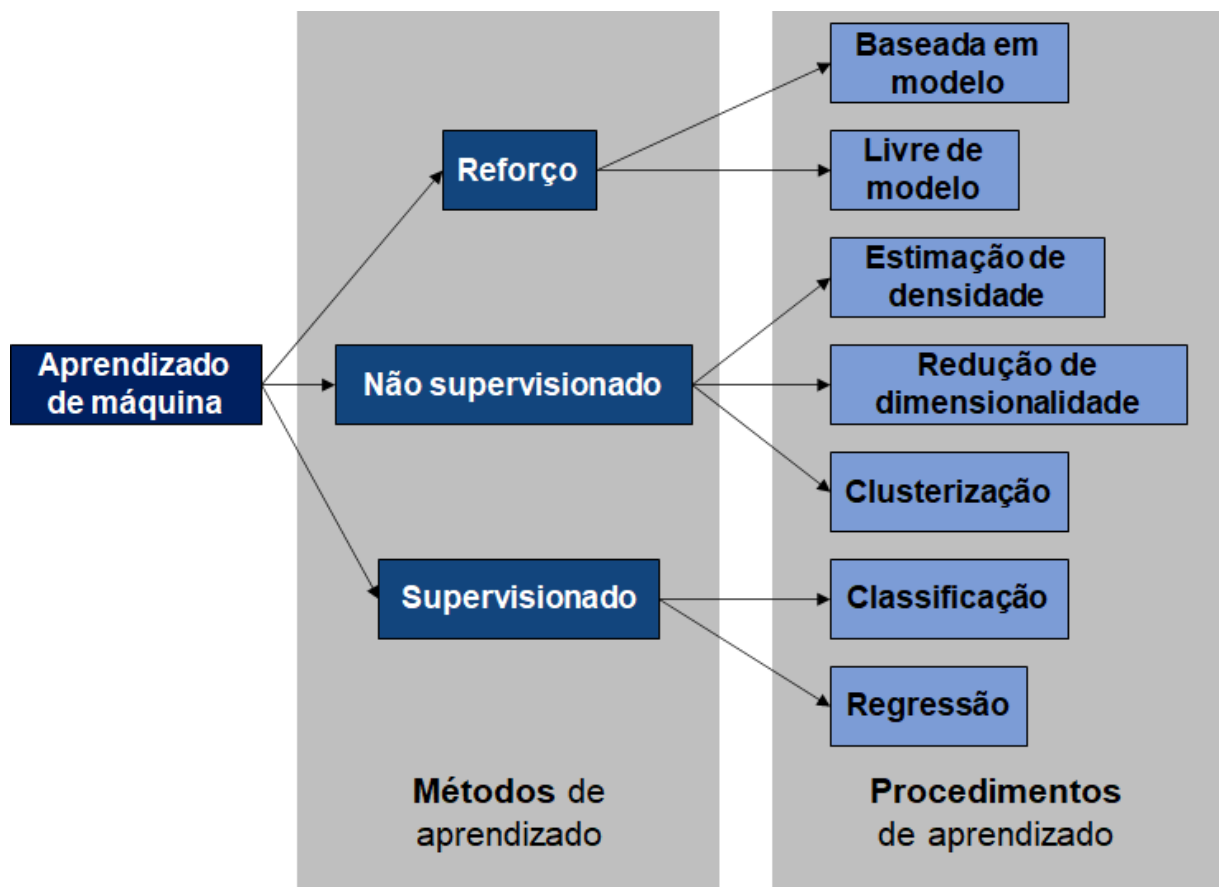 Aprendizado
de máquina
Reforço
Não supervisionado
Supervisionado
Métodos de
aprendizado
Baseada em
modelo
Livre de
modelo
Estimação de
densidade
Redução de
dimensionalidade
Clusterização
Classificação
Regressão
Procedimentos
de aprendizado